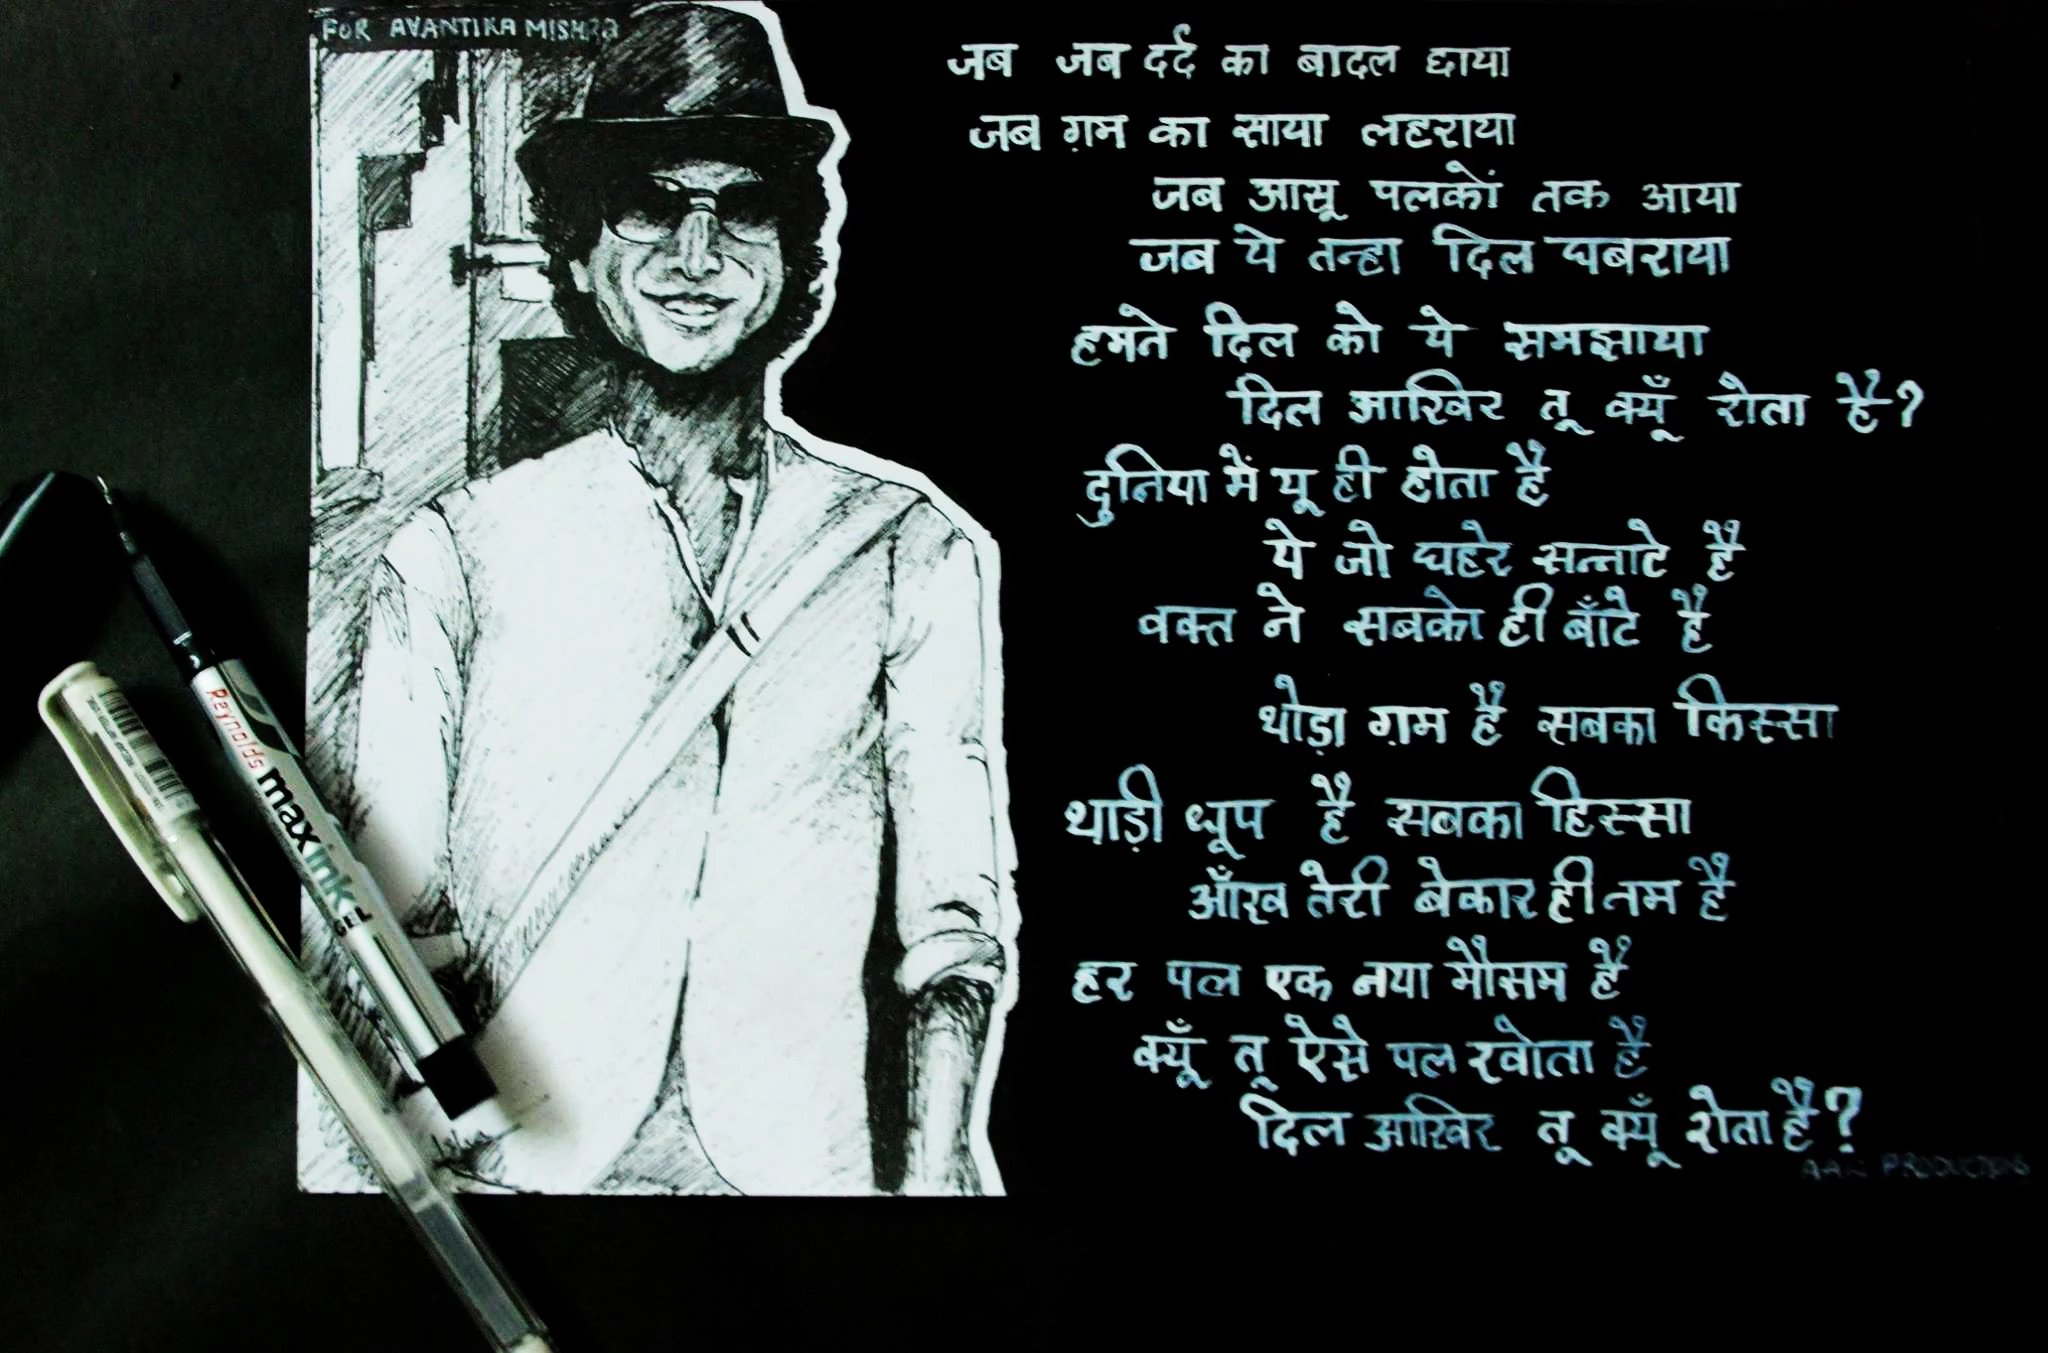 FOR AVANTIKA MISHRA
जब जब दर्द का बादल छाया
जब ग़म का साया लहराया
जब आसू पलकों तक आया
जब ये तन्हा दिल घबराया
हमने दिल को ये समझाया
दिल आखिर तू क्यूँ रोता है?
दुनिया में यू ही होता है
ये जो घहरे सन्नाटे है
वक्त ने सबको ही बाँटे है
थोड़ा ग़म है सबका किस्सा
थाड़ी धूप है सबका हिस्सा
आँख तेरी बेकार ही नम है
हर पल एक नया मौसम है
क्यूँ तू ऐसे पल खोता है
दिल आखिर तू क्यूँ रोता है?
AAN PRODUCTIONS
Reynolds
max ink
GEL